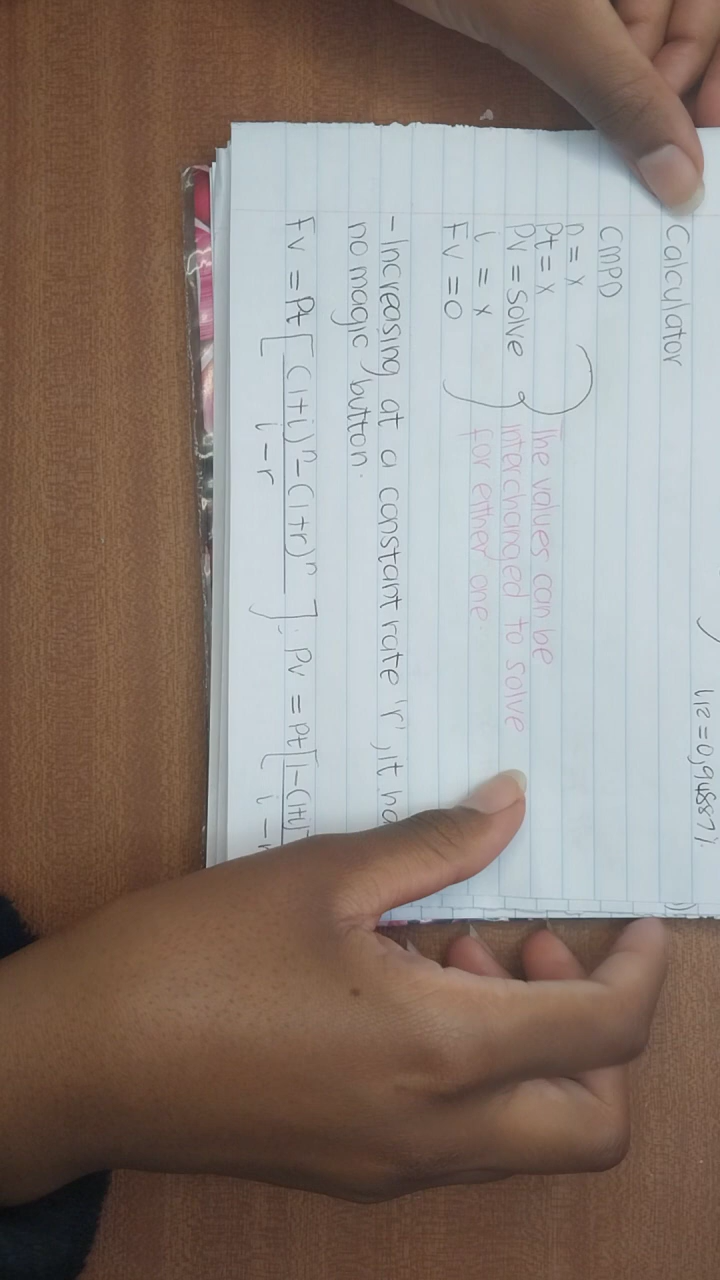 i12 = 0,94887%
Calculator
CMPD
n = x
pt = x
pv = solve
i = x
FV = 0
The values can be
interchanged to solve
for either one.
- Increasing at a constant rate 'r', it
no magic button.
FV = Pt [ (1+i)ⁿ - (1+r)ⁿ / i - r ] . PV = Pt [ 1 - (1+i)
i -